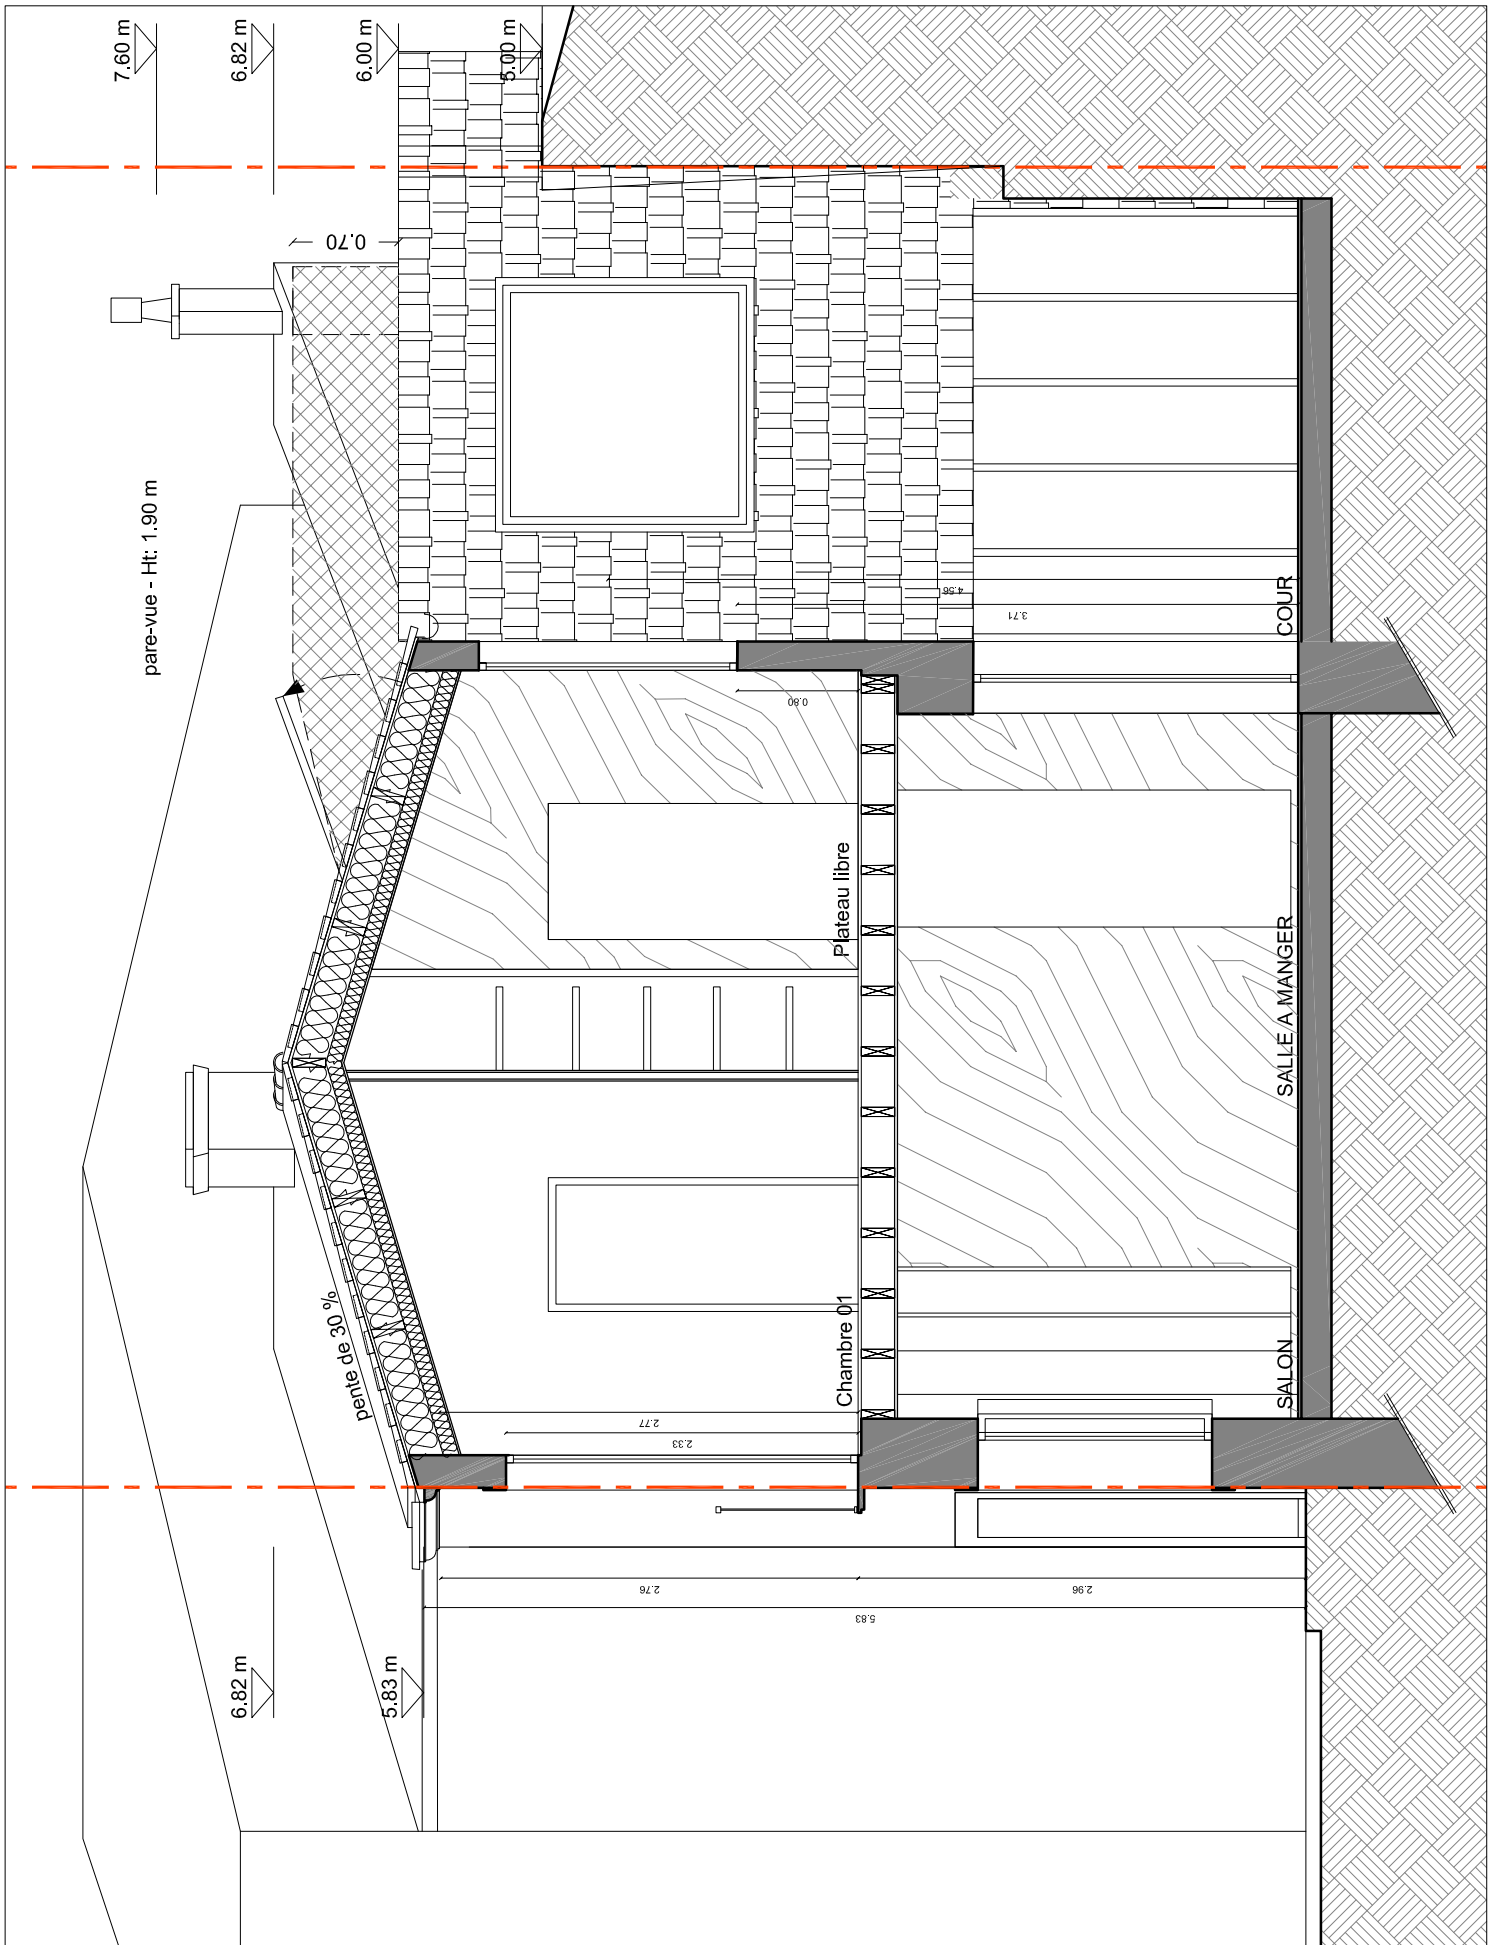 7.60 m
6.82 m
6.00 m
5.00 m
0.70
pare-vue - Ht: 1.90 m
pente de 30 %
4.56
3.71
0.80
2.77
2.33
Plateau libre
Chambre 01
COUR
SALLE A MANGER
SALON
2.76
2.96
5.83
6.82 m
5.83 m